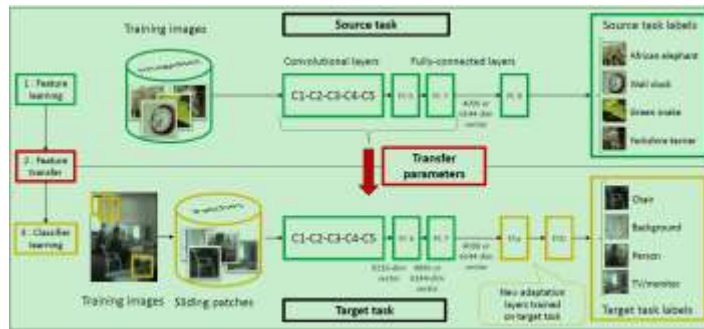 Source task
Training images
Source task labels
Convolutional layers
Fully-connected layers
African elephant
1 : Feature
learning
C1-C2-C3-C4-C5
FC 6
FC 7
FC 8
Wall clock
4096 or
6144-dim
vector
Green snake
Yorkshire terrier
2 : Feature
transfer
Transfer
parameters
3 : Classifier
learning
Patches
C1-C2-C3-C4-C5
FC 6
FC 7
FCa
FCb
Chair
Background
Person
TV/monitor
9216-dim
vector
4096 or
6144-dim
vector
4096 or
6144-dim
vector
Training images
Sliding patches
New adaptation
layers trained
on target task
Target task
Target task labels